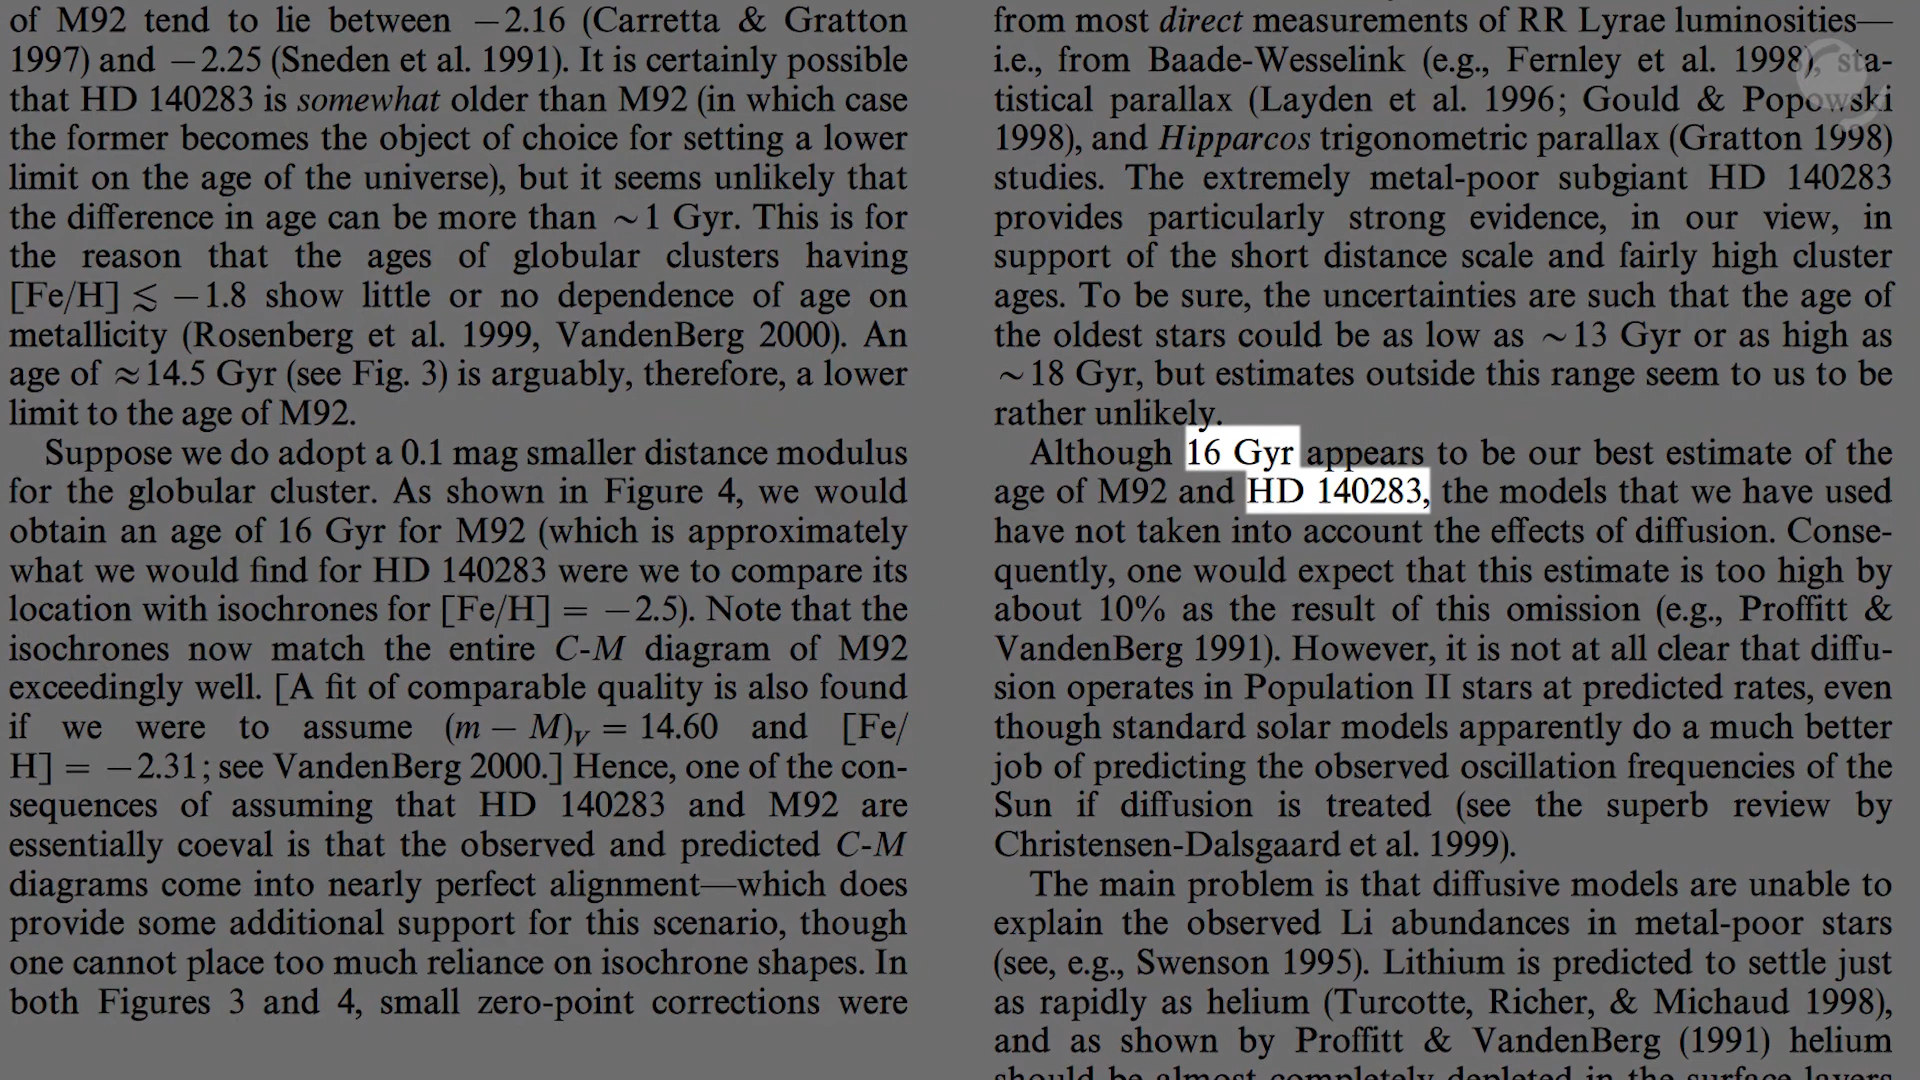 of M92 tend to lie between −2.16 (Carretta & Gratton
1997) and −2.25 (Sneden et al. 1991). It is certainly possible
that HD 140283 is somewhat older than M92 (in which case
the former becomes the object of choice for setting a lower
limit on the age of the universe), but it seems unlikely that
the difference in age can be more than ~1 Gyr. This is for
the reason that the ages of globular clusters having
[Fe/H] ≲ −1.8 show little or no dependence of age on
metallicity (Rosenberg et al. 1999, VandenBerg 2000). An
age of ≈14.5 Gyr (see Fig. 3) is arguably, therefore, a lower
limit to the age of M92.
Suppose we do adopt a 0.1 mag smaller distance modulus
for the globular cluster. As shown in Figure 4, we would
obtain an age of 16 Gyr for M92 (which is approximately
what we would find for HD 140283 were we to compare its
location with isochrones for [Fe/H] = −2.5). Note that the
isochrones now match the entire C-M diagram of M92
exceedingly well. [A fit of comparable quality is also found
if we were to assume (m − M)V = 14.60 and [Fe/
H] = −2.31; see VandenBerg 2000.] Hence, one of the con-
sequences of assuming that HD 140283 and M92 are
essentially coeval is that the observed and predicted C-M
diagrams come into nearly perfect alignment—which does
provide some additional support for this scenario, though
one cannot place too much reliance on isochrone shapes. In
both Figures 3 and 4, small zero-point corrections were
from most direct measurements of RR Lyrae luminosities—
i.e., from Baade-Wesselink (e.g., Fernley et al. 1998), sta-
tistical parallax (Layden et al. 1996; Gould & Popowski
1998), and Hipparcos trigonometric parallax (Gratton 1998)
studies. The extremely metal-poor subgiant HD 140283
provides particularly strong evidence, in our view, in
support of the short distance scale and fairly high cluster
ages. To be sure, the uncertainties are such that the age of
the oldest stars could be as low as ~13 Gyr or as high as
~18 Gyr, but estimates outside this range seem to us to be
rather unlikely.
Although 16 Gyr appears to be our best estimate of the
age of M92 and HD 140283, the models that we have used
have not taken into account the effects of diffusion. Conse-
quently, one would expect that this estimate is too high by
about 10% as the result of this omission (e.g., Proffitt &
VandenBerg 1991). However, it is not at all clear that diffu-
sion operates in Population II stars at predicted rates, even
though standard solar models apparently do a much better
job of predicting the observed oscillation frequencies of the
Sun if diffusion is treated (see the superb review by
Christensen-Dalsgaard et al. 1999).
The main problem is that diffusive models are unable to
explain the observed Li abundances in metal-poor stars
(see, e.g., Swenson 1995). Lithium is predicted to settle just
as rapidly as helium (Turcotte, Richer, & Michaud 1998),
and as shown by Proffitt & VandenBerg (1991) helium
should be almost completely depleted in the surface layers